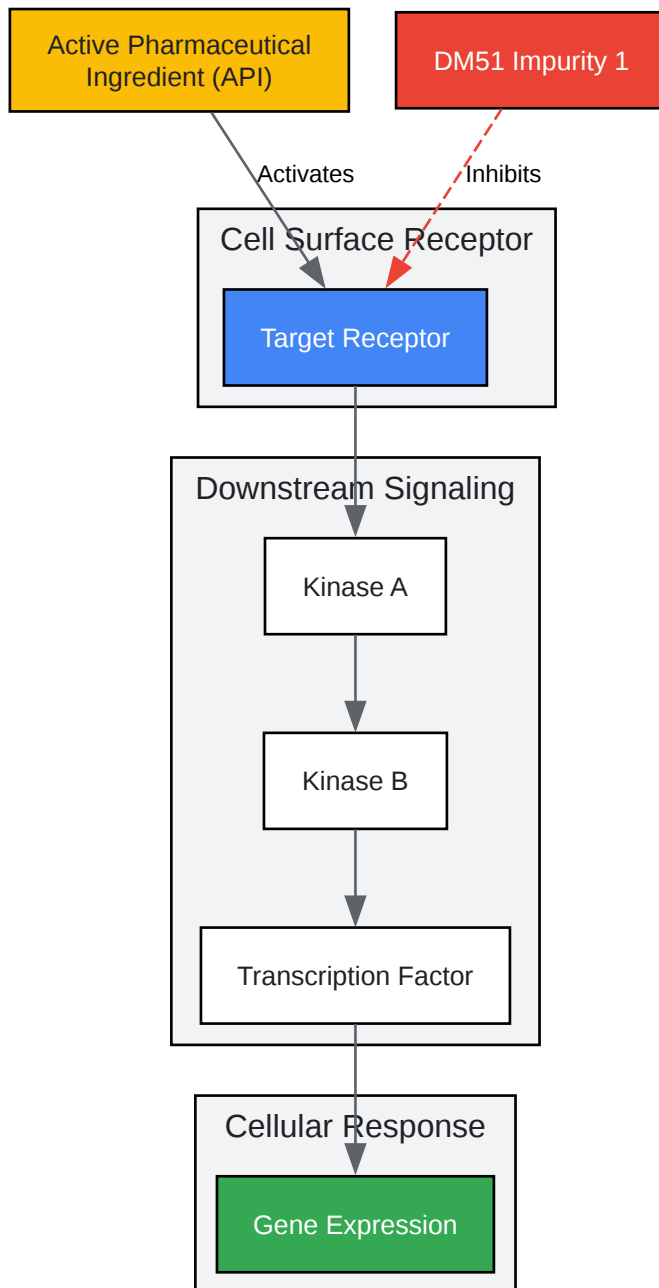 Active Pharmaceutical
Ingredient (API)
DM51 Impurity 1
Activates
Inhibits
Cell Surface Receptor
Target Receptor
Downstream Signaling
Kinase A
Kinase B
Transcription Factor
Cellular Response
Gene Expression